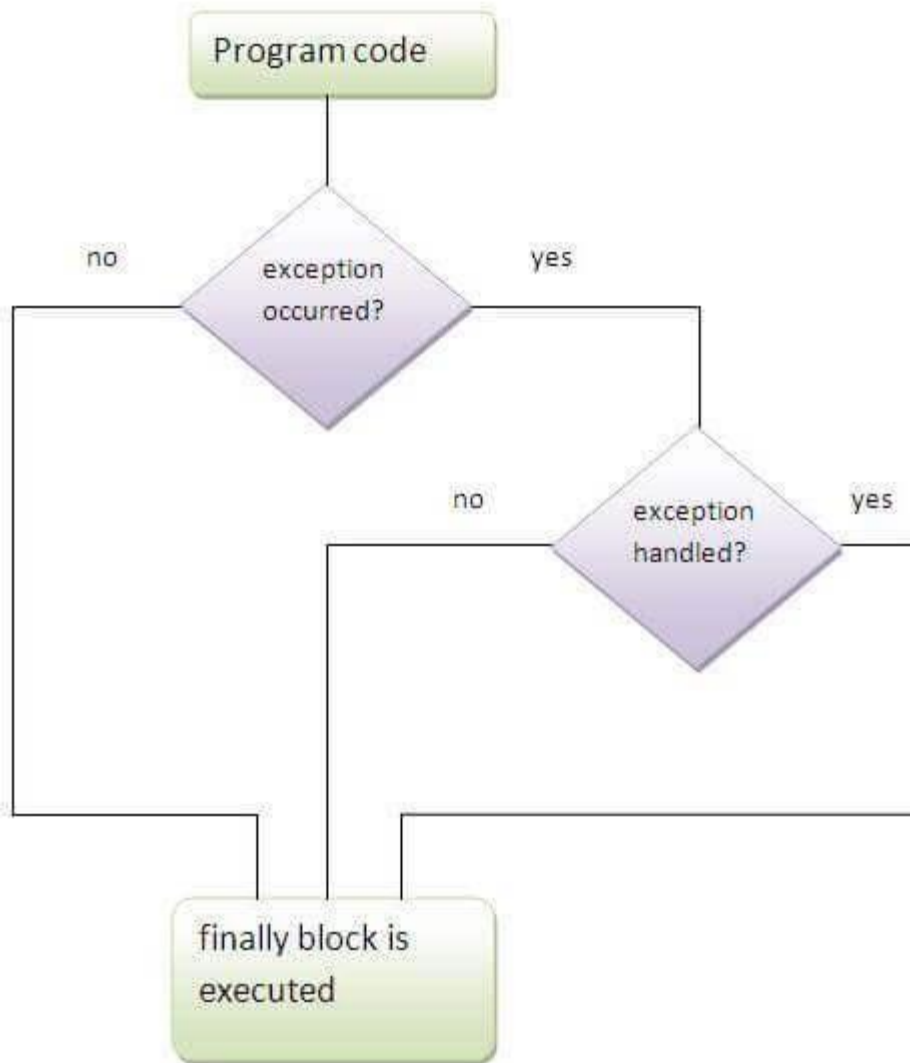 Program code
no
yes
exception
occurred?
no
yes
exception
handled?
finally block is
executed